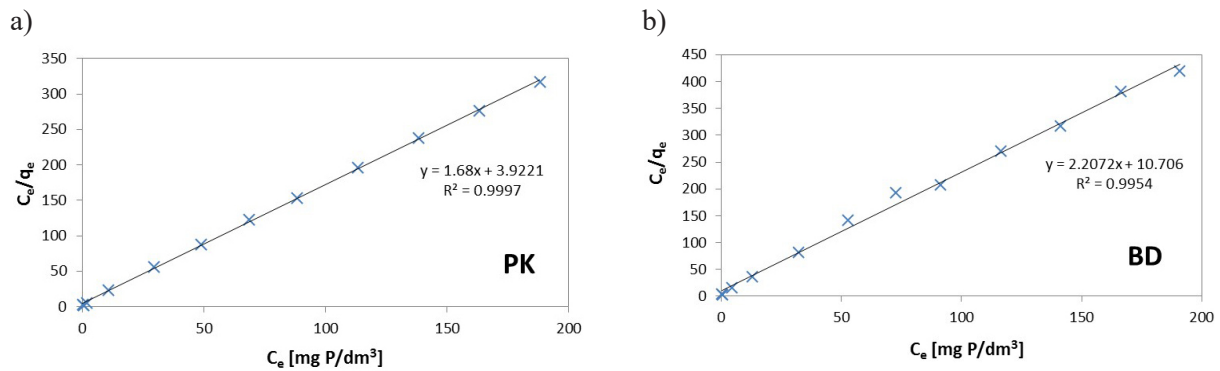 a)
350
300
250
200
150
100
50
0
Cₑ/qₑ
y = 1.68x + 3.9221
R² = 0.9997
PK
0 50 100 150 200
Cₑ [mg P/dm³]
b)
450
400
350
300
250
200
150
100
50
0
Cₑ/qₑ
y = 2.2072x + 10.706
R² = 0.9954
BD
0 50 100 150 200
Cₑ [mg P/dm³]